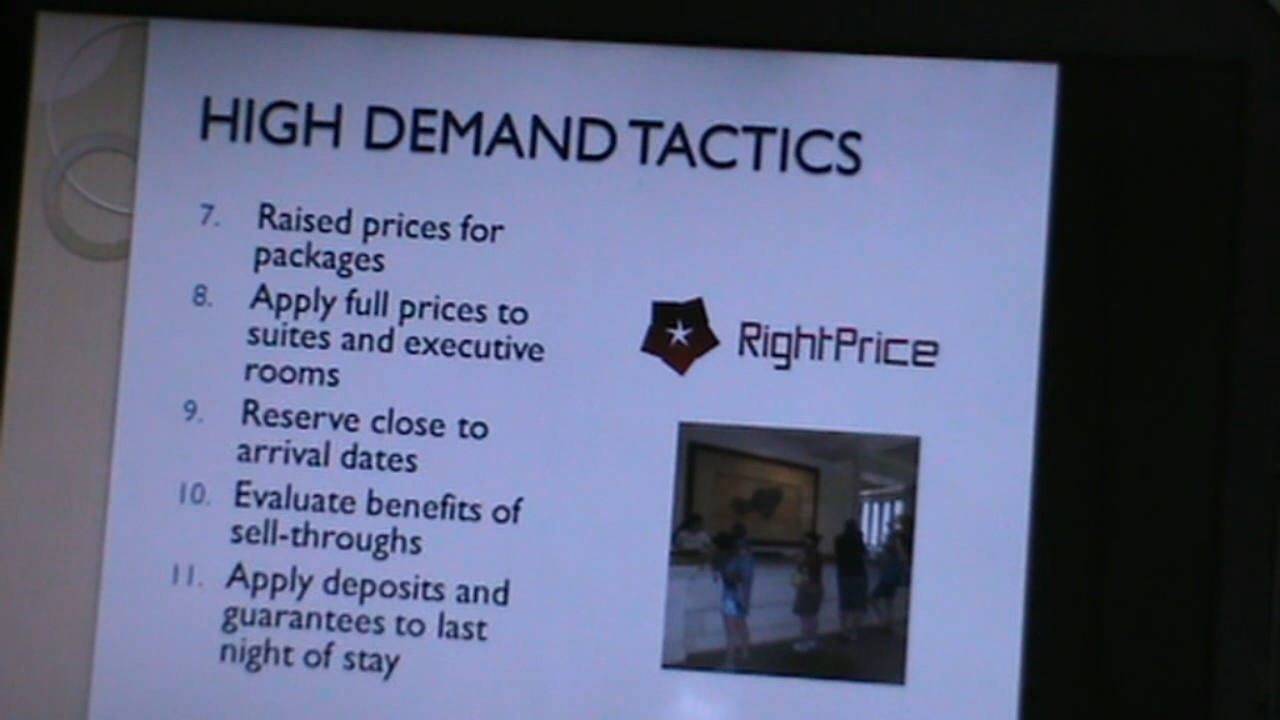 HIGH DEMAND TACTICS
7. Raised prices for
packages
8. Apply full prices to
suites and executive
rooms
9. Reserve close to
arrival dates
10. Evaluate benefits of
sell-throughs
11. Apply deposits and
guarantees to last
night of stay
RightPrice